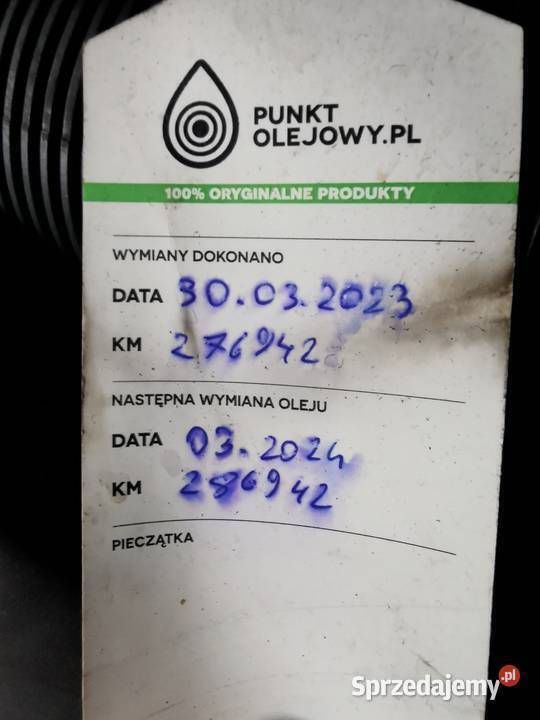 PUNKT
OLEJOWY.PL
100% ORYGINALNE PRODUKTY
WYMIANY DOKONANO
DATA 30.03.2023
KM 276942
NASTĘPNA WYMIANA OLEJU
DATA 03.2024
KM 286942
PIECZĄTKA
Sprzedajemy.pl